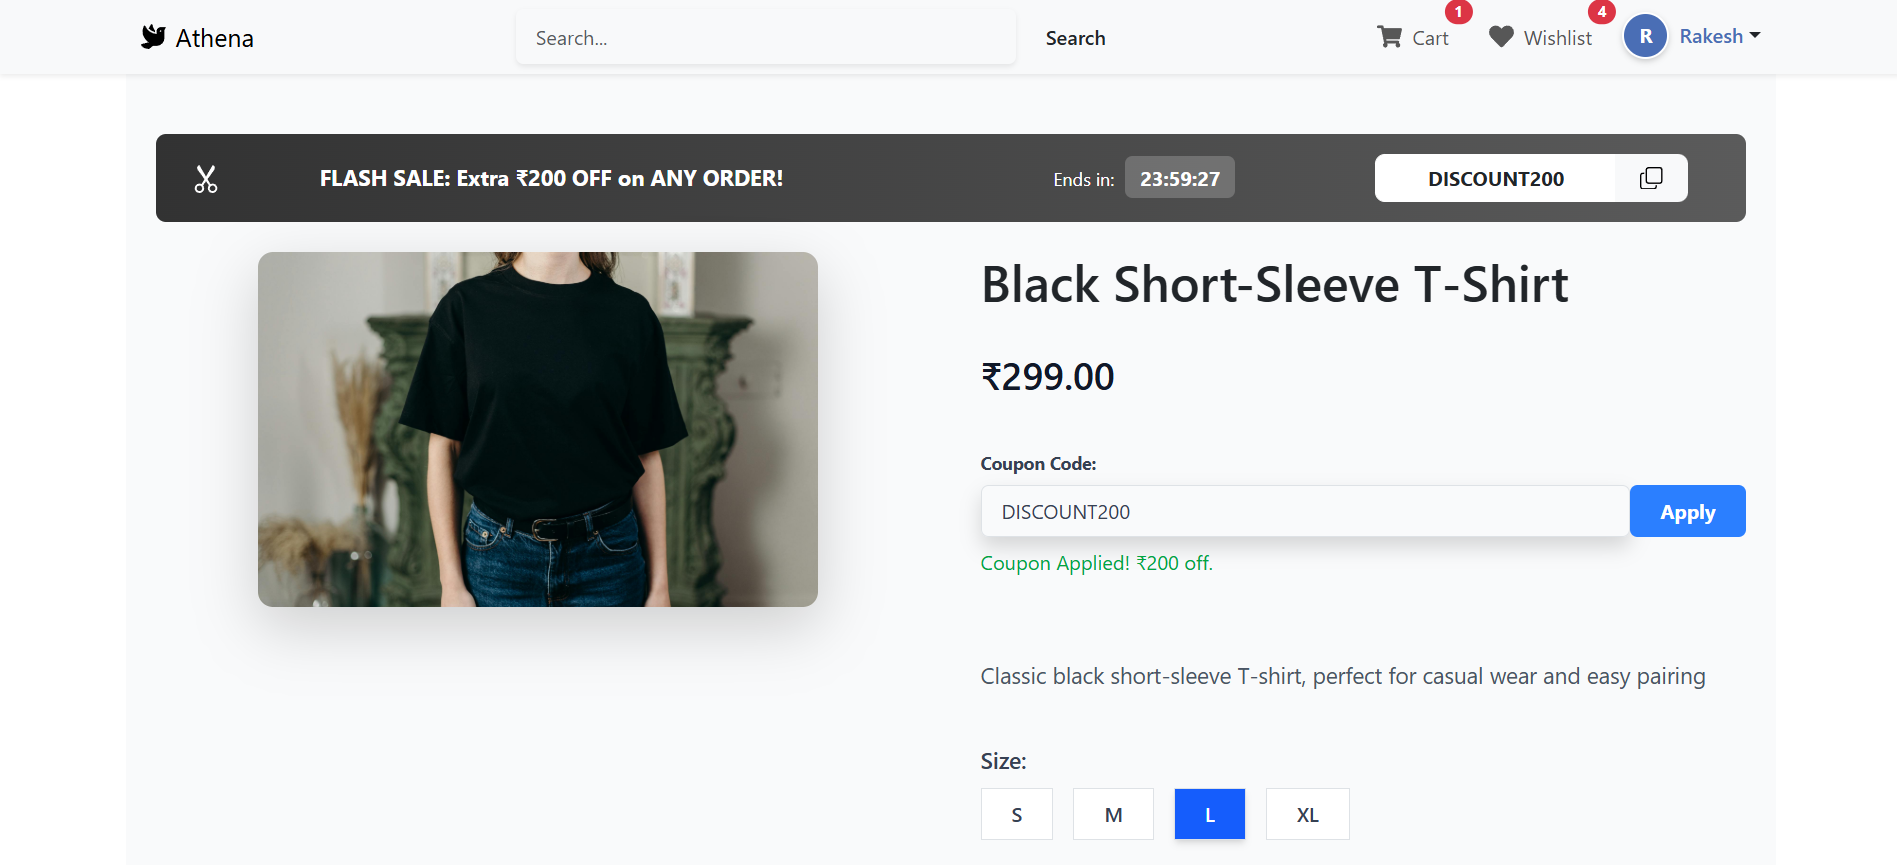 Athena
Search...
Search
Cart
1
Wishlist
4
R
Rakesh
FLASH SALE: Extra ₹200 OFF on ANY ORDER!
Ends in: 23:59:27
DISCOUNT200
Black Short-Sleeve T-Shirt
₹299.00
Coupon Code:
DISCOUNT200
Apply
Coupon Applied! ₹200 off.
Classic black short-sleeve T-shirt, perfect for casual wear and easy pairing
Size:
S M L XL